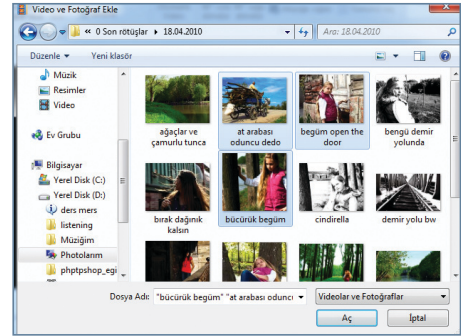 Video ve Fotoğraf Ekle
« 0 Son rötüşlar ▸ 18.04.2010
Ara: 18.04.2010
Düzenle
Yeni klasör
Müzik
Resimler
Video
Ev Grubu
Bilgisayar
Yerel Disk (C:)
Yerel Disk (D:)
ders mers
listening
Müziğim
Photolarım
phptpshop_egi
ağaçlar ve
çamurlu tunca
at arabası
oduncu dedo
begüm open the
door
bengü demir
yolunda
bırak dağınık
kalsın
bücürük begüm
cindirella
demir yolu bw
Dosya Adı:
"bücürük begüm" "at arabası oduncu
Videolar ve Fotoğraflar
Aç
İptal